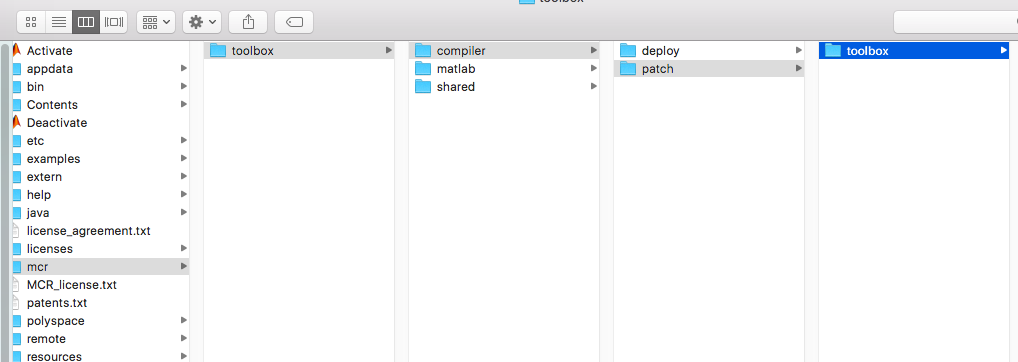 toolbox
Activate
appdata
bin
Contents
Deactivate
etc
examples
extern
help
java
license_agreement.txt
licenses
mcr
MCR_license.txt
patents.txt
polyspace
remote
resources
toolbox
compiler
matlab
shared
deploy
patch
toolbox